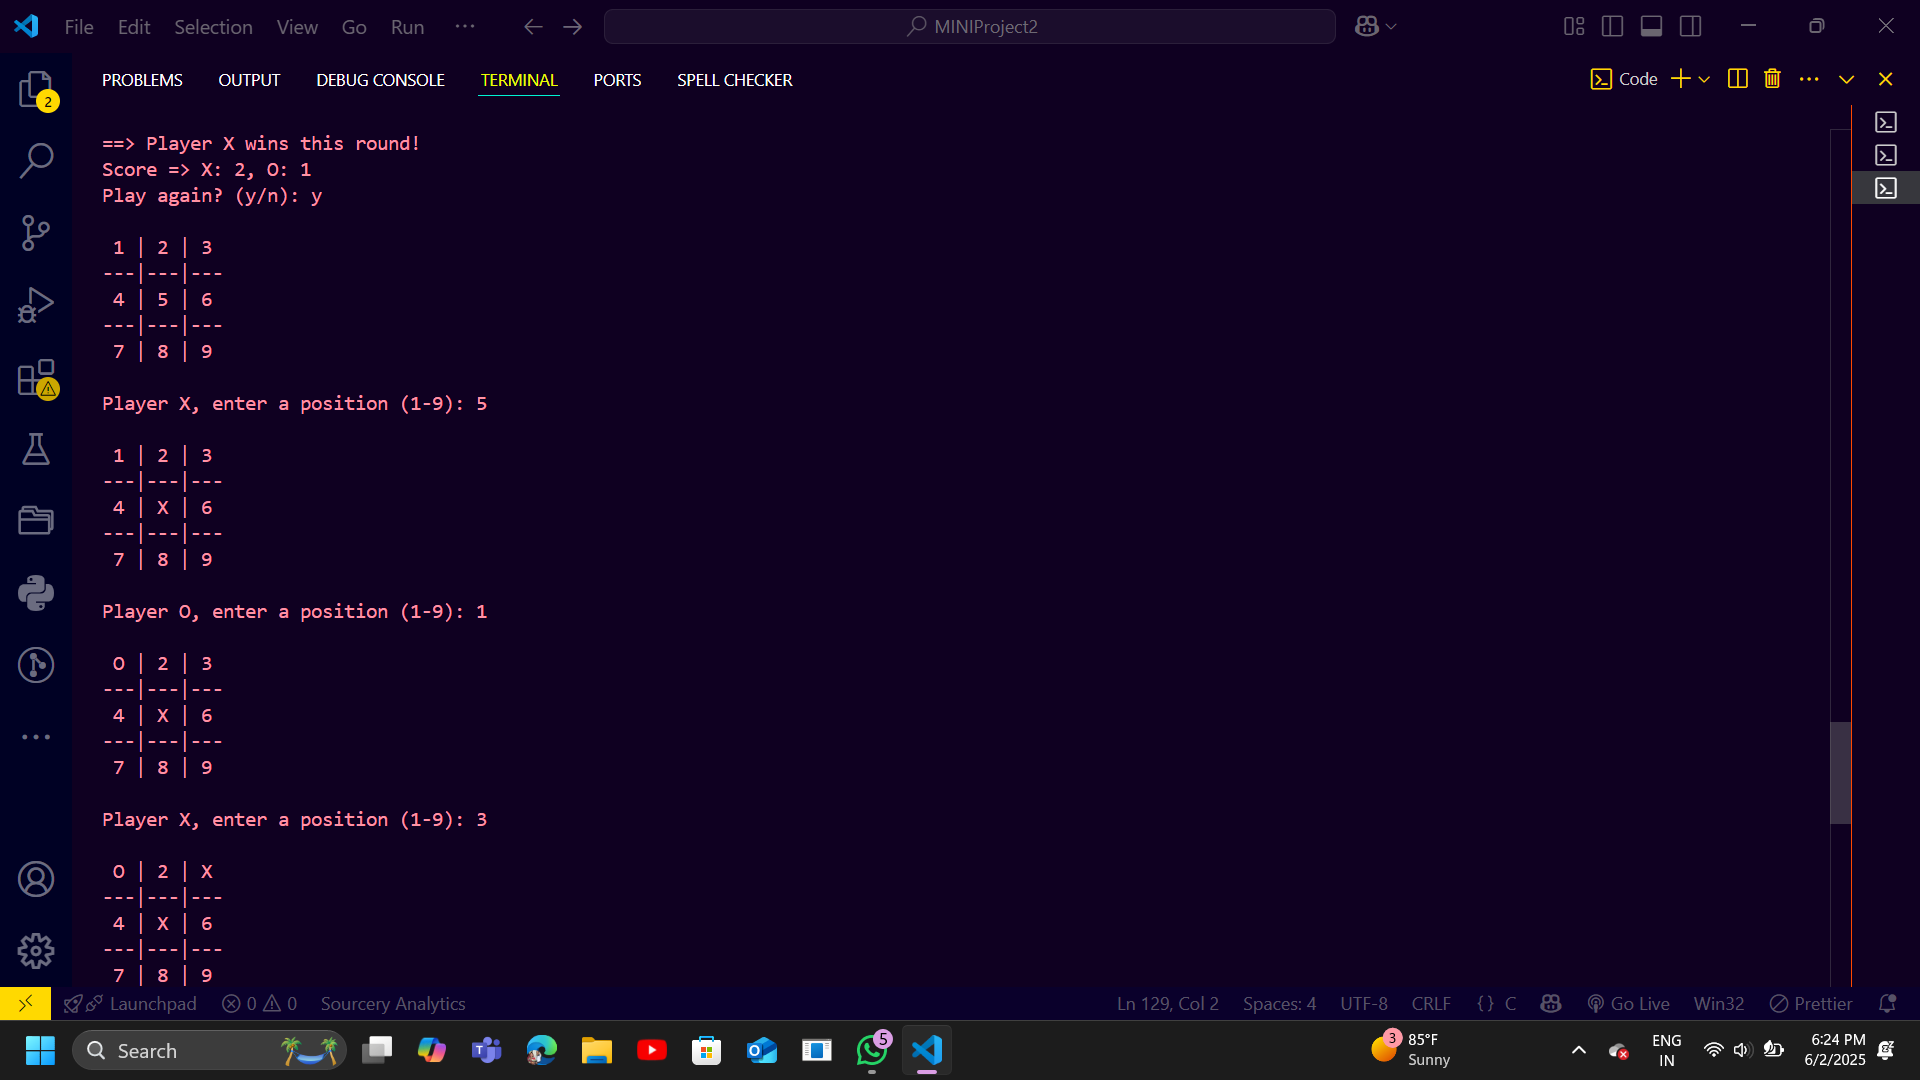 File Edit Selection View Go Run ··· MINIProject2
2
PROBLEMS OUTPUT DEBUG CONSOLE TERMINAL PORTS SPELL CHECKER Code
==> Player X wins this round!
Score => X: 2, O: 1
Play again? (y/n): y
1 | 2 | 3
---|---|---
4 | 5 | 6
---|---|---
7 | 8 | 9
Player X, enter a position (1-9): 5
1 | 2 | 3
---|---|---
4 | X | 6
---|---|---
7 | 8 | 9
Player O, enter a position (1-9): 1
O | 2 | 3
---|---|---
4 | X | 6
---|---|---
7 | 8 | 9
Player X, enter a position (1-9): 3
O | 2 | X
---|---|---
4 | X | 6
---|---|---
7 | 8 | 9
Launchpad 0 0 Sourcery Analytics Ln 129, Col 2 Spaces: 4 UTF-8 CRLF {} C Go Live Win32 Prettier
Search 5 3 85°F ENG 6:24 PM
Sunny IN 6/2/2025